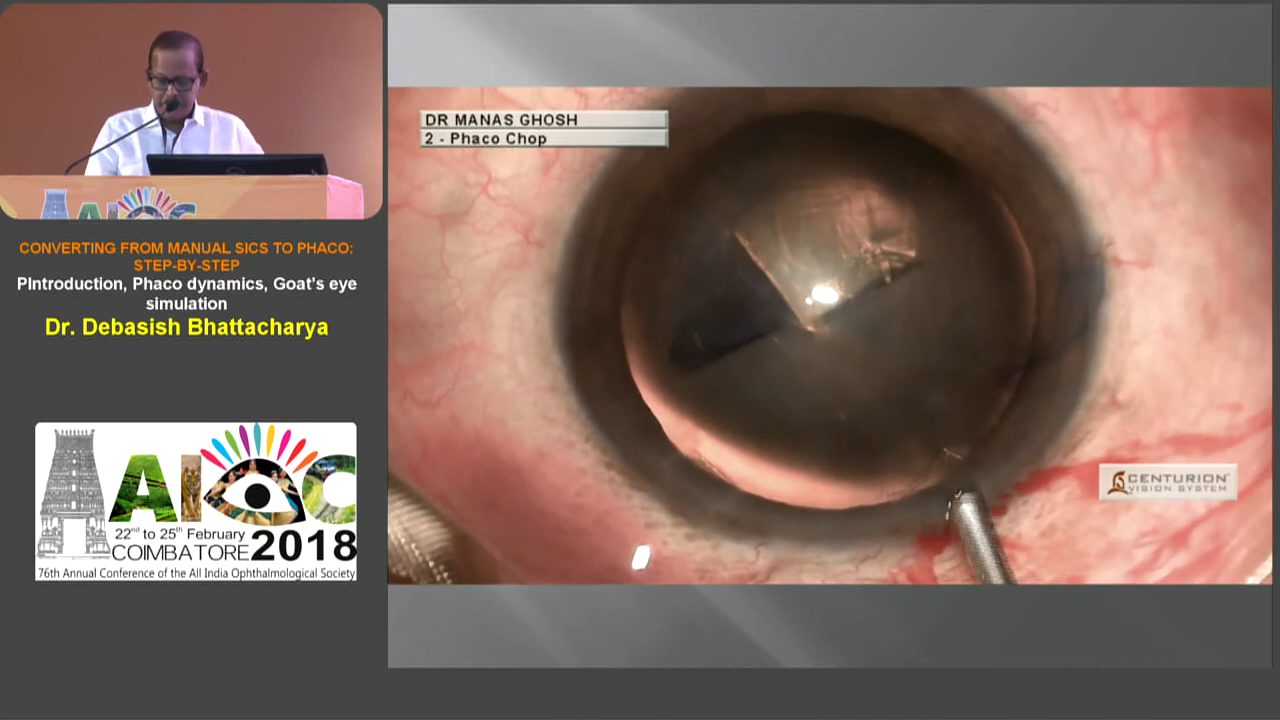 DR MANAS GHOSH
2 - Phaco Chop
CONVERTING FROM MANUAL SICS TO PHACO:
STEP-BY-STEP
PIntroduction, Phaco dynamics, Goat's eye
simulation
Dr. Debasish Bhattacharya
AIOC
22nd to 25th February
COIMBATORE 2018
76th Annual Conference of the All India Ophthalmological Society
CENTURION
VISION SYSTEM